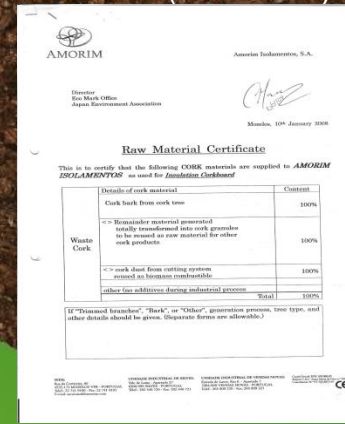 AMORIM
Amorim Isolamentos, S.A.
Director
Eco Mark Office
Japan Environment Association
Mozelos, 10th January 2008
Raw Material Certificate
This is to certify that the following CORK materials are supplied to AMORIM
ISOLAMENTOS as used for Insulation Corkboard
Details of cork material Content
Cork bark from cork tree 100%
Waste
Cork
<> Remainder material generated
totally transformed into cork granules
to be reused as raw material for other
cork products 100%
<> cork dust from cutting system
reused as biomass combustible 100%
other (no additives during industrial process
Total 100%
If "Trimmed branches", "Bark", or "Other", generation process, tree type, and
other details should be given. (Separate forms are allowable.)